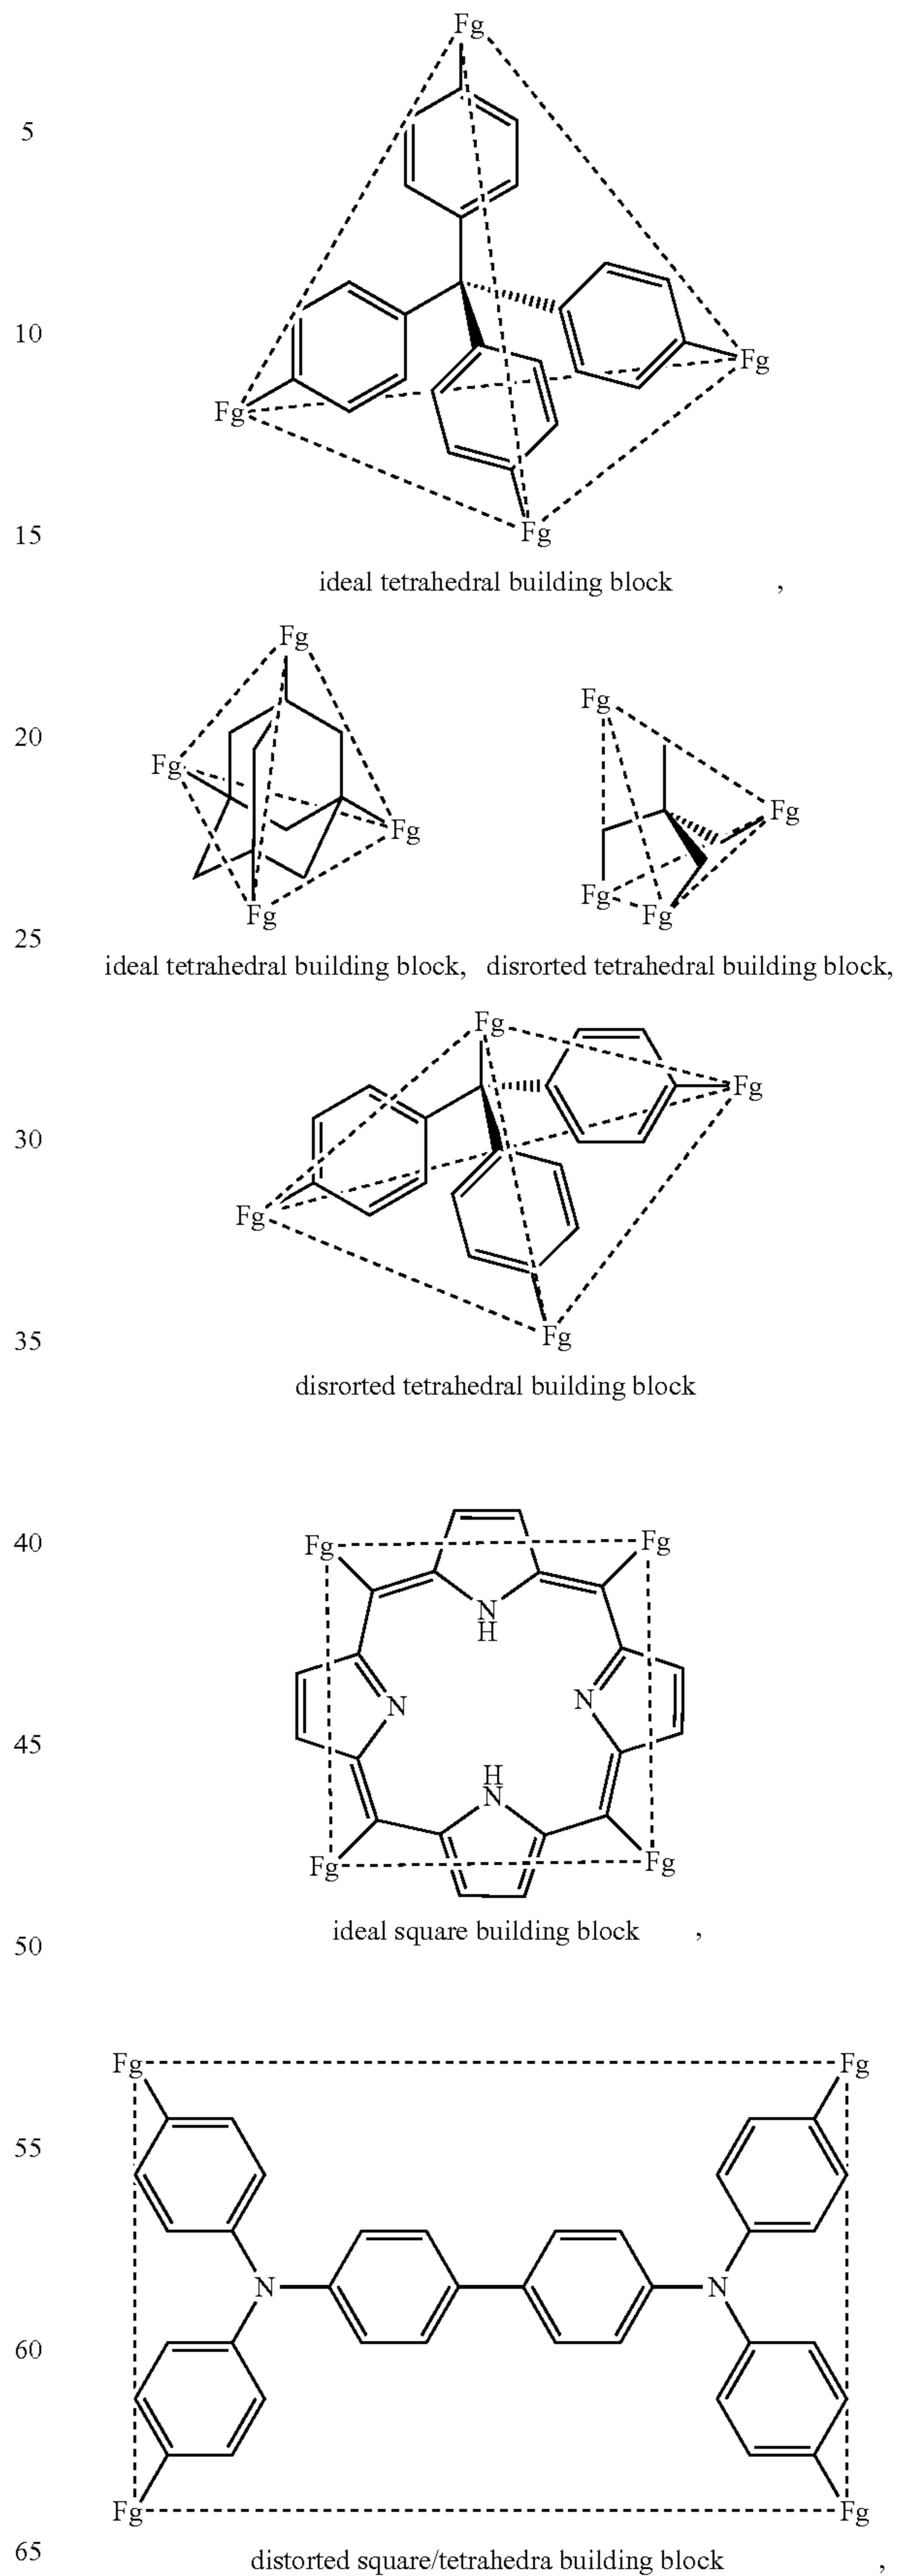 Fg
5
10
Fg
Fg
15
Fg
ideal tetrahedral building block ,
Fg
Fg
20
Fg
Fg
Fg
Fg
Fg Fg
25
ideal tetrahedral building block, disrorted tetrahedral building block,
Fg
Fg
30
Fg
Fg
35
disrorted tetrahedral building block
40
Fg Fg
N
H
N N
45
H
N
Fg Fg
ideal square building block ,
50
Fg Fg
55
N N
60
Fg Fg
65
distorted square/tetrahedra building block ,